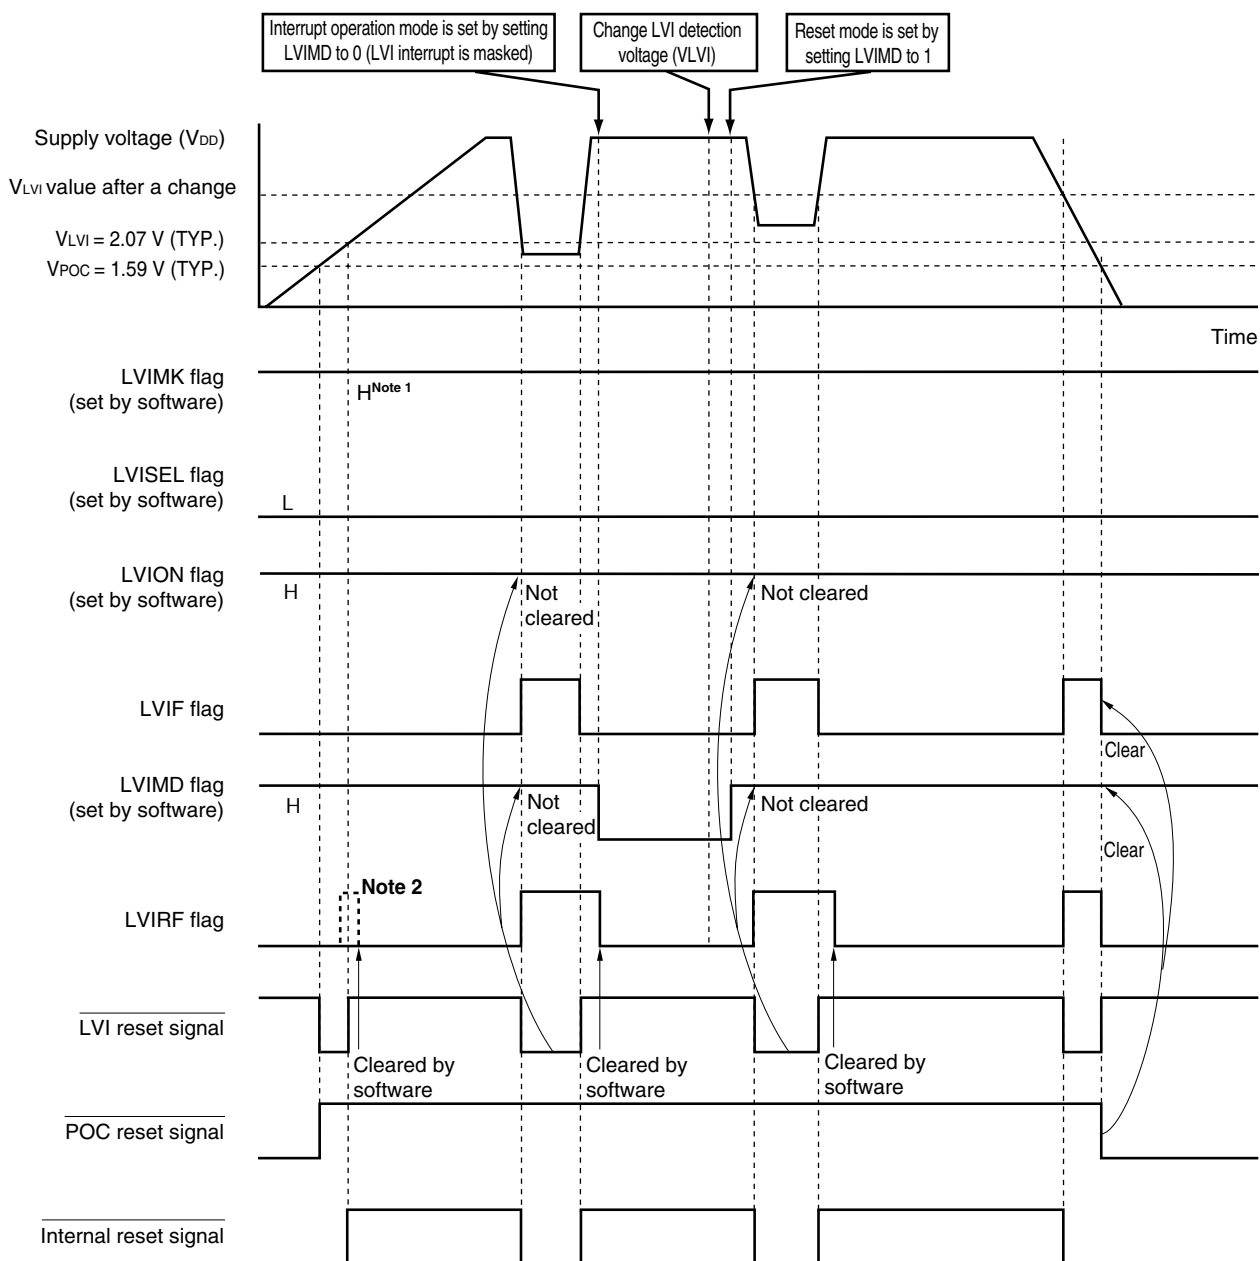 Interrupt operation mode is set by setting
LVIMD to 0 (LVI interrupt is masked)
Change LVI detection
voltage (VLVI)
Reset mode is set by
setting LVIMD to 1
Supply voltage (VDD)
VLVI value after a change
VLVI = 2.07 V (TYP.)
VPOC = 1.59 V (TYP.)
Time
LVIMK flag
(set by software)
H Note 1
LVISEL flag
(set by software)
L
LVION flag
(set by software)
H
Not
cleared
Not cleared
LVIF flag
Clear
LVIMD flag
(set by software)
H
Not
cleared
Not cleared
Clear
Note 2
LVIRF flag
LVI reset signal
Cleared by
software
Cleared by
software
Cleared by
software
POC reset signal
Internal reset signal